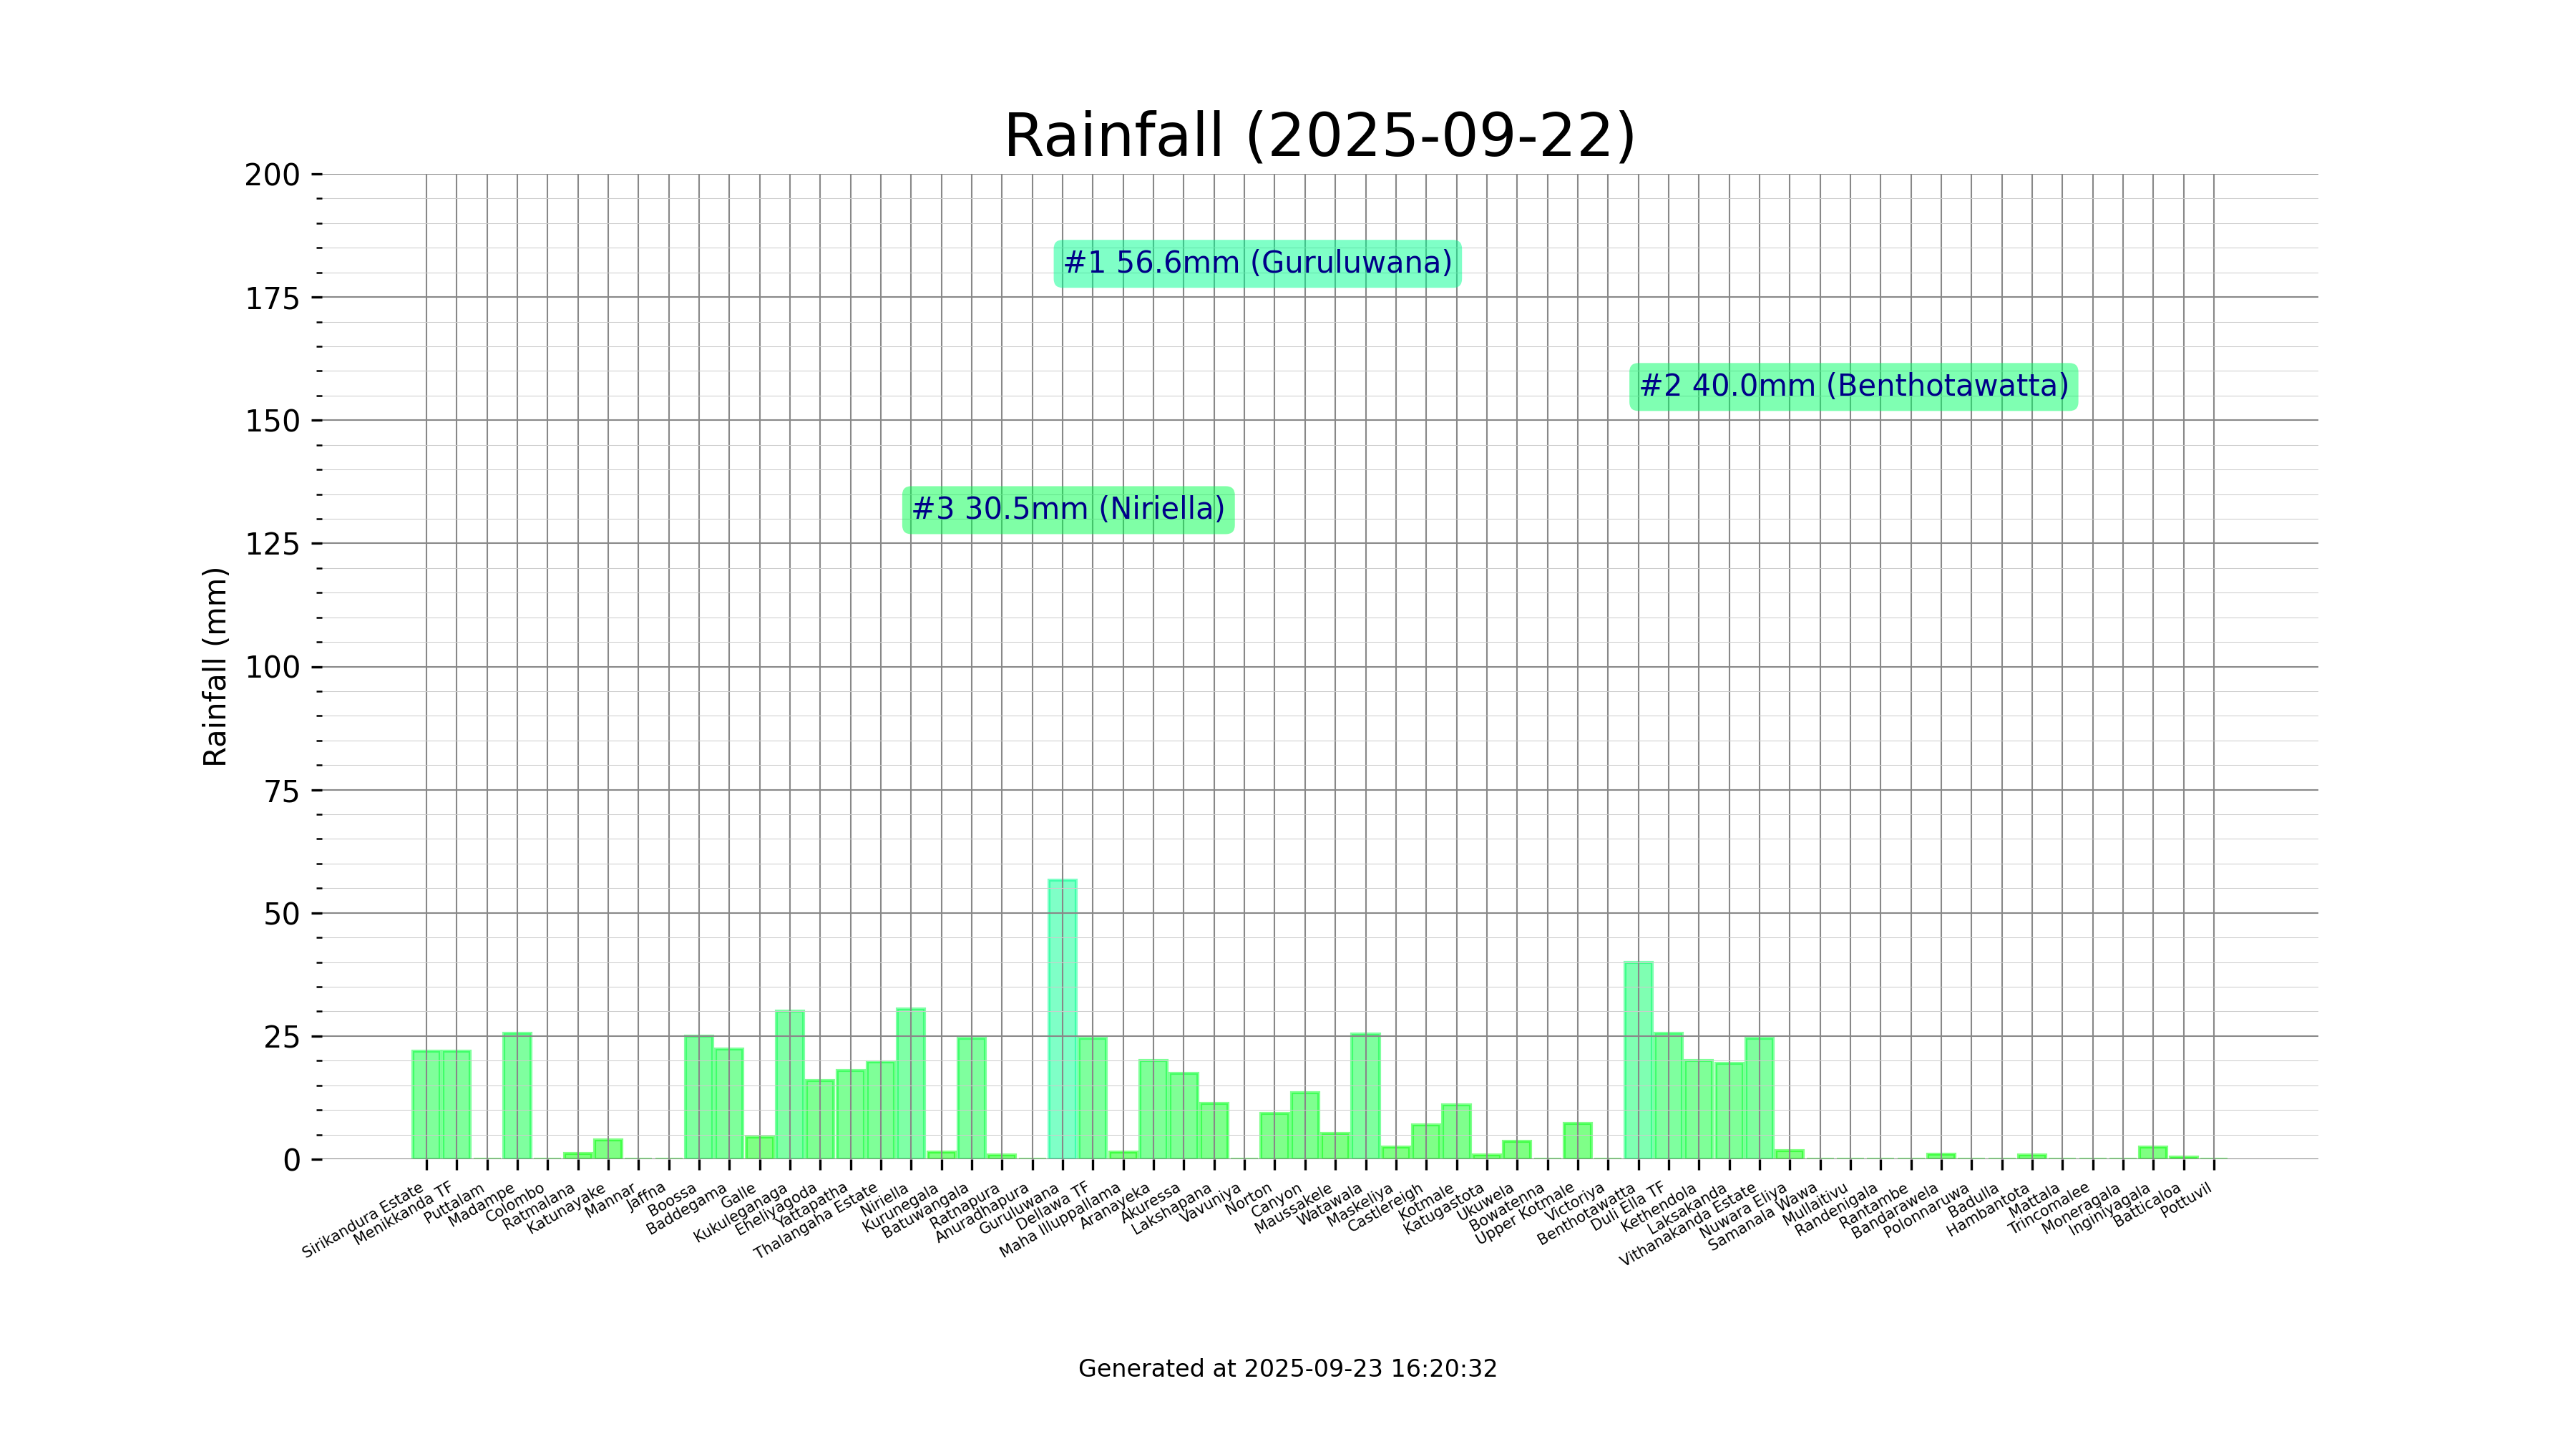 Rainfall (2025-09-22)
200
175
150
125
100
75
50
25
0
Rainfall (mm)
#1 56.6mm (Guruluwana)
#2 40.0mm (Benthotawatta)
#3 30.5mm (Niriella)
Sirikandura Estate
Menikkanda TF
Puttalam
Madampe
Colombo
Ratmalana
Katunayake
Mannar
Jaffna
Boossa
Baddegama
Galle
Kukuleganaga
Eheliyagoda
Yattapatha
Thalangaha Estate
Niriella
Kurunegala
Batuwangala
Ratnapura
Anuradhapura
Guruluwana
Dellawa TF
Maha Illuppallama
Aranayeka
Akuressa
Lakshapana
Vavuniya
Norton
Canyon
Maussakele
Watawala
Maskeliya
Castlereigh
Kotmale
Katugastota
Ukuwela
Bowatenna
Upper Kotmale
Victoriya
Benthotawatta
Duli Ella TF
Kethendola
Laksakanda
Vithanakanda Estate
Nuwara Eliya
Samanala Wawa
Mullaitivu
Randenigala
Rantambe
Bandarawela
Polonnaruwa
Badulla
Hambantota
Mattala
Trincomalee
Moneragala
Inginiyagala
Batticaloa
Pottuvil
Generated at 2025-09-23 16:20:32